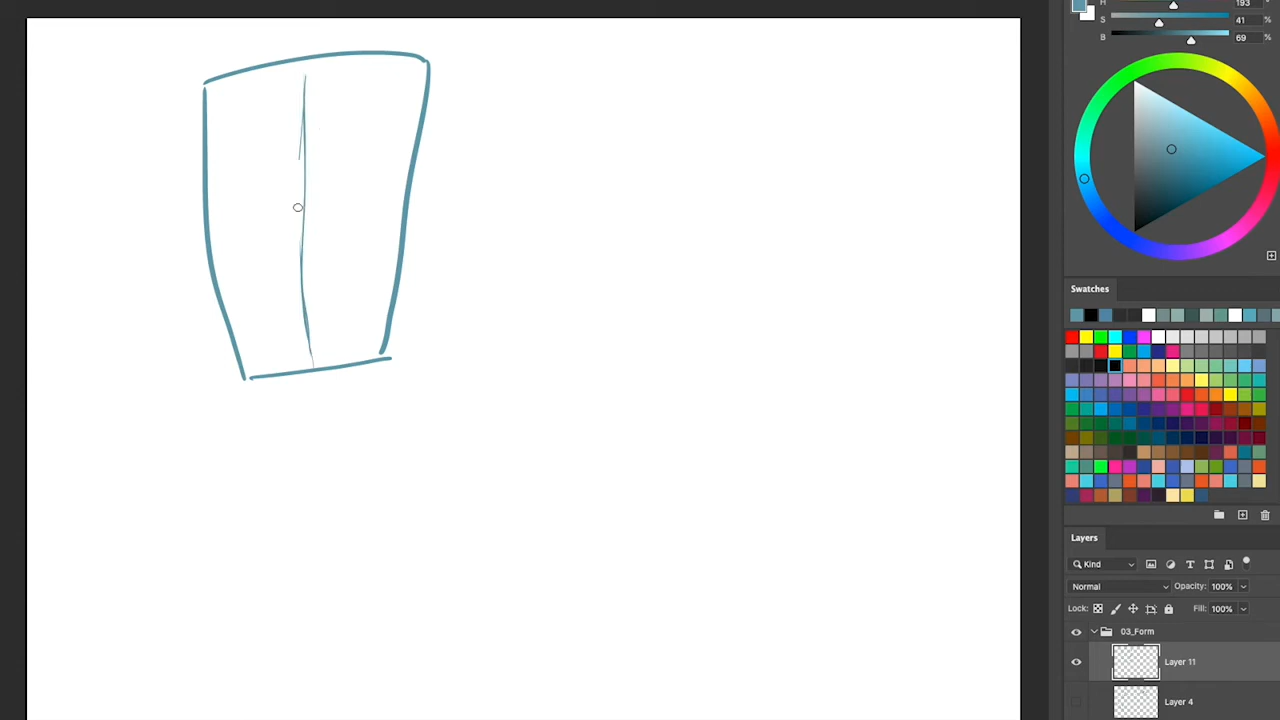 H 193 °
S 41 %
B 69 %
Swatches
Layers
Kind
Normal Opacity: 100%
Lock: Fill: 100%
03_Form
Layer 11
Layer 4